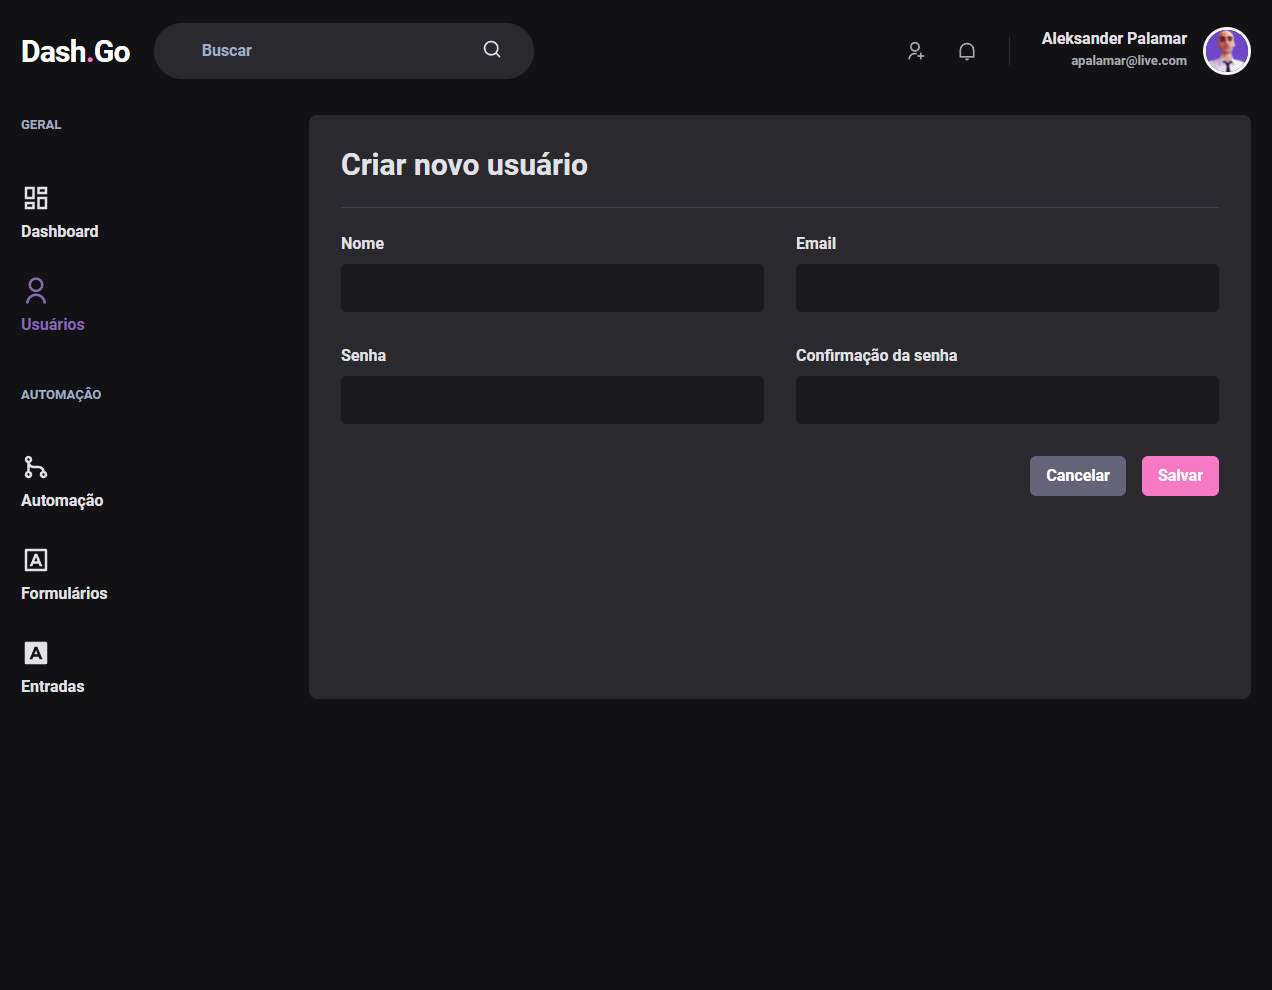 Dash.Go
Buscar
Aleksander Palamar
apalamar@live.com
GERAL
Dashboard
Usuários
AUTOMAÇÂO
Automação
Formulários
Entradas
Criar novo usuário
Nome
Email
Senha
Confirmação da senha
Cancelar
Salvar